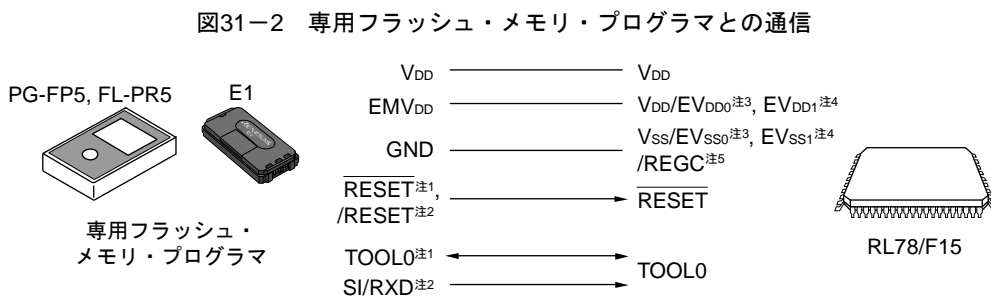 図31－2　専用フラッシュ・メモリ・プログラマとの通信
PG-FP5, FL-PR5
E1
専用フラッシュ・
メモリ・プログラマ
VDD
VDD
EMVDD
VDD/EVDD0注3, EVDD1注4
GND
VSS/EVSS0注3, EVSS1注4
/REGC注5
RESET注1,
/RESET注2
RESET
TOOL0注1
TOOL0
SI/RXD注2
RL78/F15